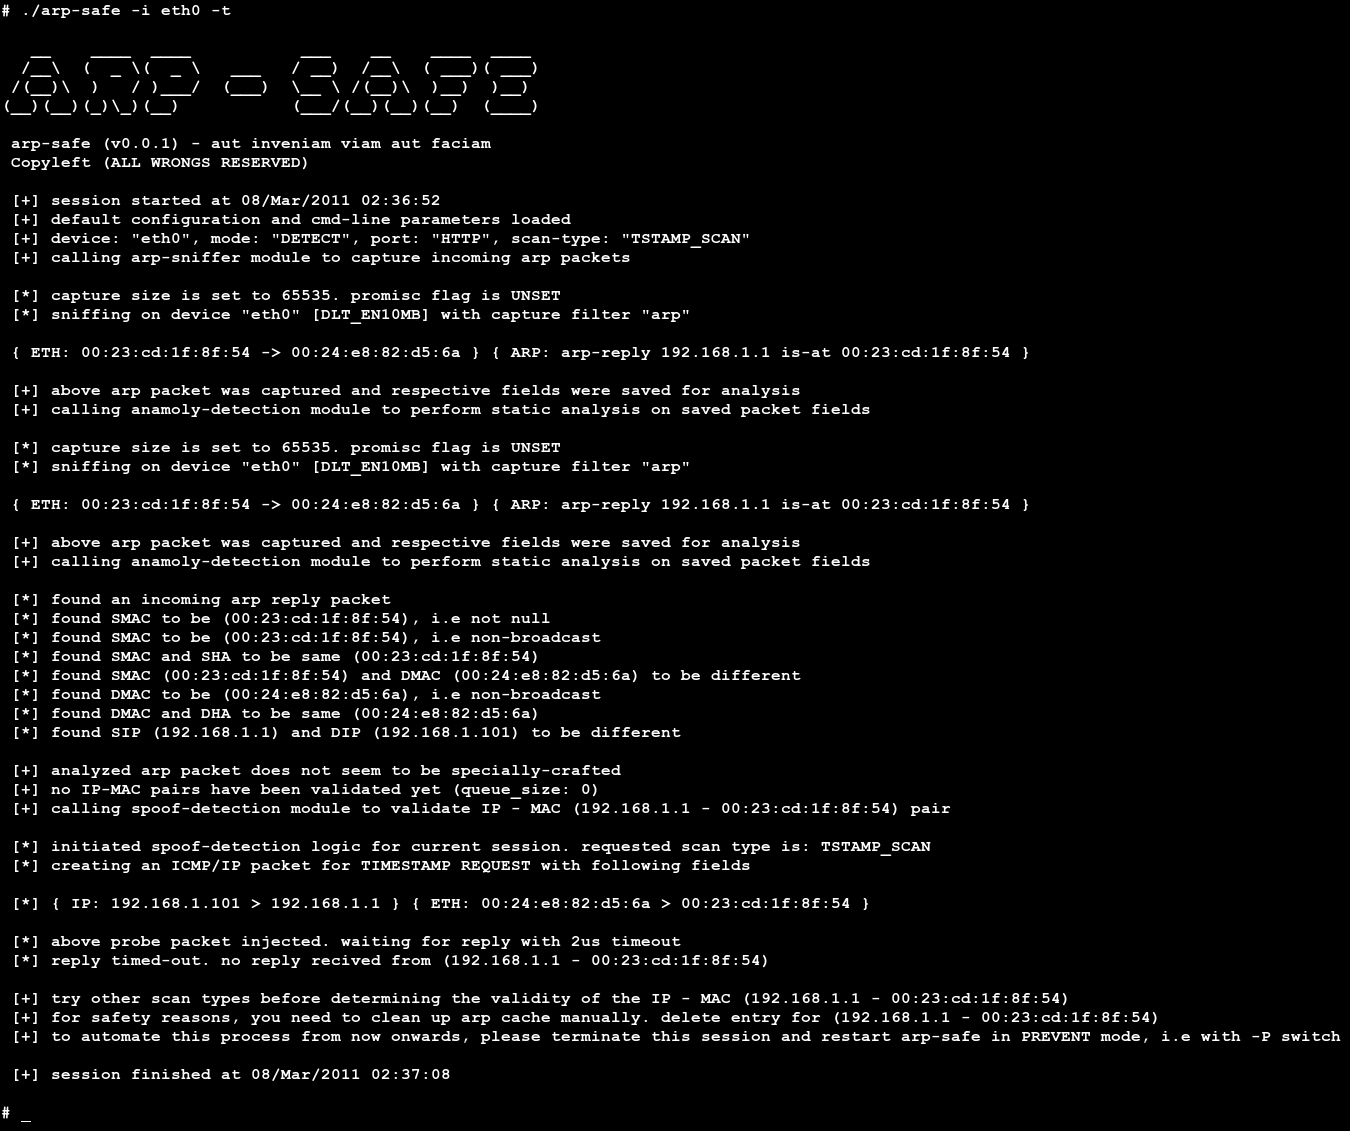 # ./arp-safe -i eth0 -t
ARP - SAFE
arp-safe (v0.0.1) - aut inveniam viam aut faciam
Copyleft (ALL WRONGS RESERVED)
[+] session started at 08/Mar/2011 02:36:52
[+] default configuration and cmd-line parameters loaded
[+] device: "eth0", mode: "DETECT", port: "HTTP", scan-type: "TSTAMP_SCAN"
[+] calling arp-sniffer module to capture incoming arp packets
[*] capture size is set to 65535. promisc flag is UNSET
[*] sniffing on device "eth0" [DLT_EN10MB] with capture filter "arp"
{ ETH: 00:23:cd:1f:8f:54 -> 00:24:e8:82:d5:6a } { ARP: arp-reply 192.168.1.1 is-at 00:23:cd:1f:8f:54 }
[+] above arp packet was captured and respective fields were saved for analysis
[+] calling anamoly-detection module to perform static analysis on saved packet fields
[*] capture size is set to 65535. promisc flag is UNSET
[*] sniffing on device "eth0" [DLT_EN10MB] with capture filter "arp"
{ ETH: 00:23:cd:1f:8f:54 -> 00:24:e8:82:d5:6a } { ARP: arp-reply 192.168.1.1 is-at 00:23:cd:1f:8f:54 }
[+] above arp packet was captured and respective fields were saved for analysis
[+] calling anamoly-detection module to perform static analysis on saved packet fields
[*] found an incoming arp reply packet
[*] found SMAC to be (00:23:cd:1f:8f:54), i.e not null
[*] found SMAC to be (00:23:cd:1f:8f:54), i.e non-broadcast
[*] found SMAC and SHA to be same (00:23:cd:1f:8f:54)
[*] found SMAC (00:23:cd:1f:8f:54) and DMAC (00:24:e8:82:d5:6a) to be different
[*] found DMAC to be (00:24:e8:82:d5:6a), i.e non-broadcast
[*] found DMAC and DHA to be same (00:24:e8:82:d5:6a)
[*] found SIP (192.168.1.1) and DIP (192.168.1.101) to be different
[+] analyzed arp packet does not seem to be specially-crafted
[+] no IP-MAC pairs have been validated yet (queue_size: 0)
[+] calling spoof-detection module to validate IP - MAC (192.168.1.1 - 00:23:cd:1f:8f:54) pair
[*] initiated spoof-detection logic for current session. requested scan type is: TSTAMP_SCAN
[*] creating an ICMP/IP packet for TIMESTAMP REQUEST with following fields
[*] { IP: 192.168.1.101 > 192.168.1.1 } { ETH: 00:24:e8:82:d5:6a > 00:23:cd:1f:8f:54 }
[*] above probe packet injected. waiting for reply with 2us timeout
[*] reply timed-out. no reply recived from (192.168.1.1 - 00:23:cd:1f:8f:54)
[+] try other scan types before determining the validity of the IP - MAC (192.168.1.1 - 00:23:cd:1f:8f:54)
[+] for safety reasons, you need to clean up arp cache manually. delete entry for (192.168.1.1 - 00:23:cd:1f:8f:54)
[+] to automate this process from now onwards, please terminate this session and restart arp-safe in PREVENT mode, i.e with -P switch
[+] session finished at 08/Mar/2011 02:37:08
# _